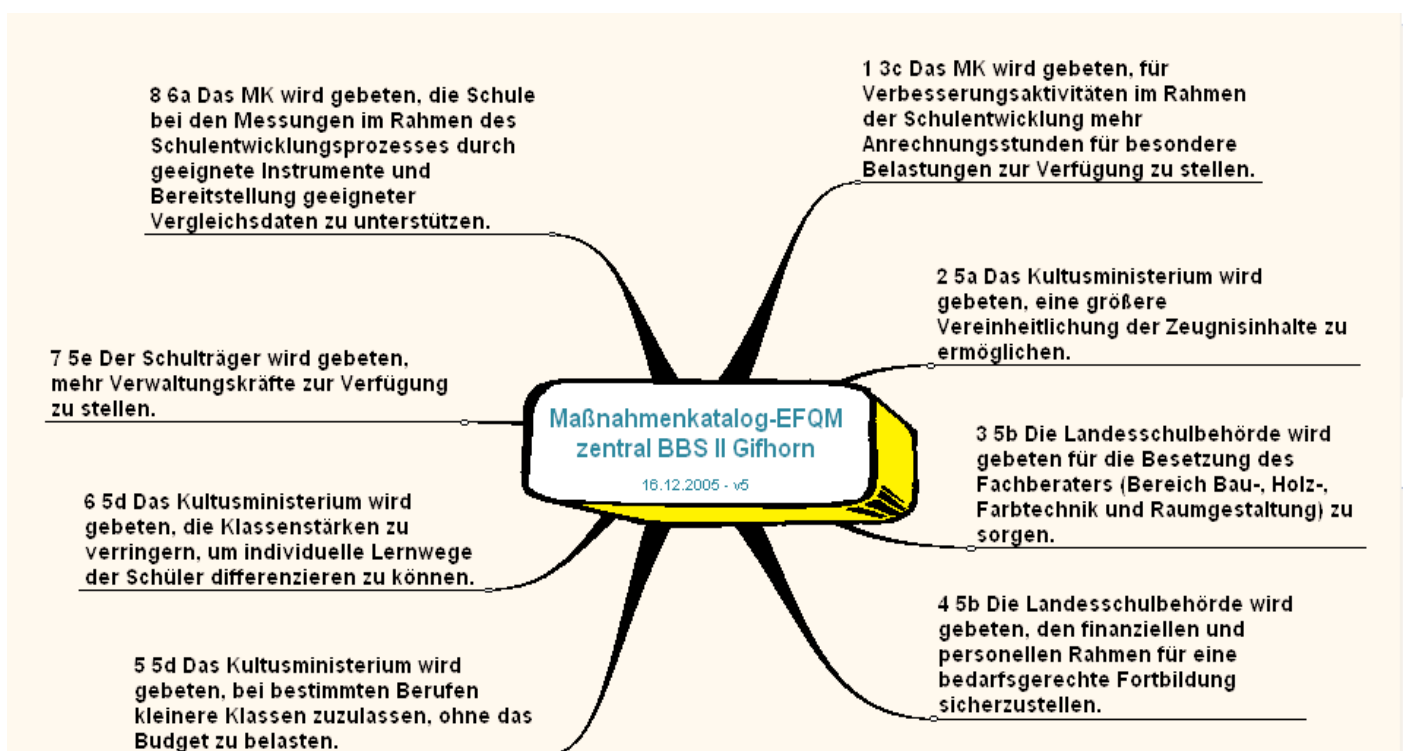 Maßnahmenkatalog-EFQM
zentral BBS II Gifhorn
16.12.2005 - v5
1 3c Das MK wird gebeten, für
Verbesserungsaktivitäten im Rahmen
der Schulentwicklung mehr
Anrechnungsstunden für besondere
Belastungen zur Verfügung zu stellen.
2 5a Das Kultusministerium wird
gebeten, eine größere
Vereinheitlichung der Zeugnisinhalte zu
ermöglichen.
3 5b Die Landesschulbehörde wird
gebeten für die Besetzung des
Fachberaters (Bereich Bau-, Holz-,
Farbtechnik und Raumgestaltung) zu
sorgen.
4 5b Die Landesschulbehörde wird
gebeten, den finanziellen und
personellen Rahmen für eine
bedarfsgerechte Fortbildung
sicherzustellen.
5 5d Das Kultusministerium wird
gebeten, bei bestimmten Berufen
kleinere Klassen zuzulassen, ohne das
Budget zu belasten.
6 5d Das Kultusministerium wird
gebeten, die Klassenstärken zu
verringern, um individuelle Lernwege
der Schüler differenzieren zu können.
7 5e Der Schulträger wird gebeten,
mehr Verwaltungskräfte zur Verfügung
zu stellen.
8 6a Das MK wird gebeten, die Schule
bei den Messungen im Rahmen des
Schulentwicklungsprozesses durch
geeignete Instrumente und
Bereitstellung geeigneter
Vergleichsdaten zu unterstützen.